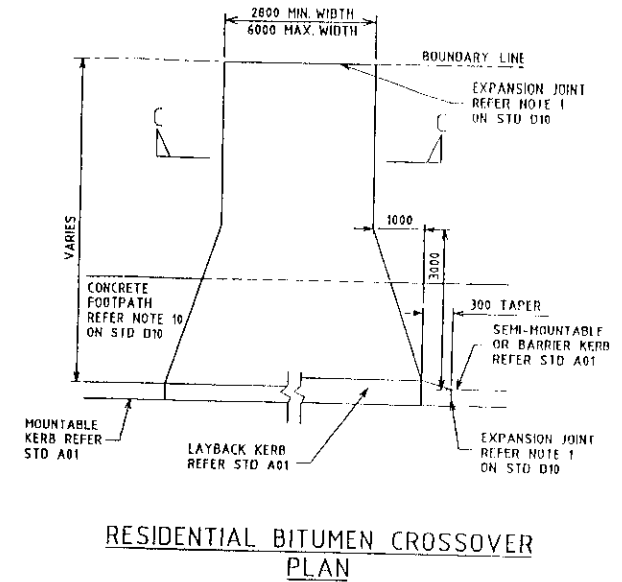 2800 MIN. WIDTH
6000 MAX. WIDTH
BOUNDARY LINE
EXPANSION JOINT
REFER NOTE 1
ON STD D10
C
C
VARIES
1000
3000
CONCRETE
FOOTPATH
REFER NOTE 10
ON STD D10
300 TAPER
SEMI-MOUNTABLE
OR BARRIER KERB
REFER STD A01
MOUNTABLE
KERB REFER
STD A01
LAYBACK KERB
REFER STD A01
EXPANSION JOINT
REFER NOTE 1
ON STD D10
RESIDENTIAL BITUMEN CROSSOVER
PLAN